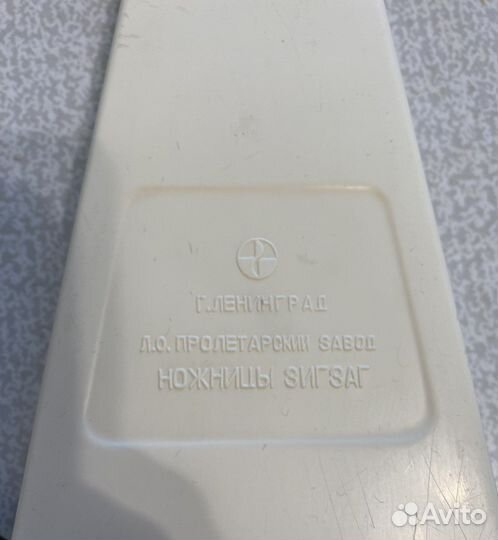 Г.ЛЕНИНГРАД
Л.О. ПРОЛЕТАРСКИЙ ЗАВОД
НОЖНИЦЫ ЗИГЗАГ
Avito